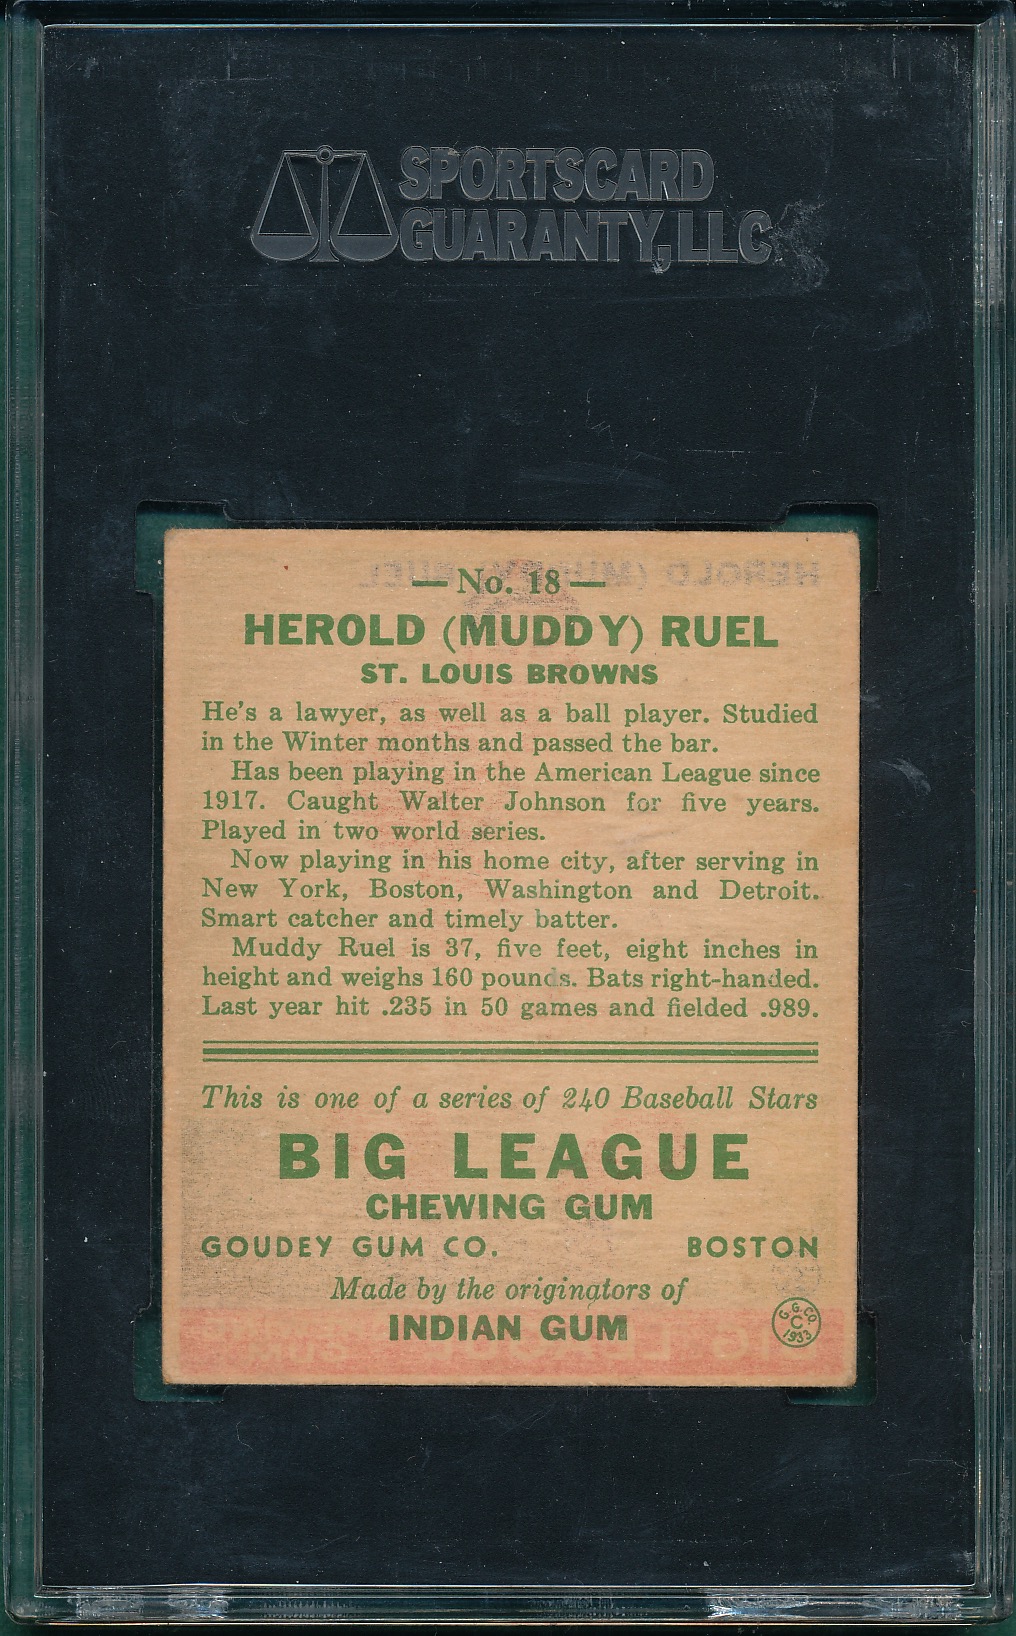 SPORTSCARD
GUARANTY, LLC
— No. 18 —
HEROLD (MUDDY) RUEL
ST. LOUIS BROWNS
He's a lawyer, as well as a ball player. Studied
in the Winter months and passed the bar.
Has been playing in the American League since
1917. Caught Walter Johnson for five years.
Played in two world series.
Now playing in his home city, after serving in
New York, Boston, Washington and Detroit.
Smart catcher and timely batter.
Muddy Ruel is 37, five feet, eight inches in
height and weighs 160 pounds. Bats right-handed.
Last year hit .235 in 50 games and fielded .989.
This is one of a series of 240 Baseball Stars
BIG LEAGUE
CHEWING GUM
GOUDEY GUM CO. BOSTON
Made by the originators of
INDIAN GUM
G. G. CO.
C
1933